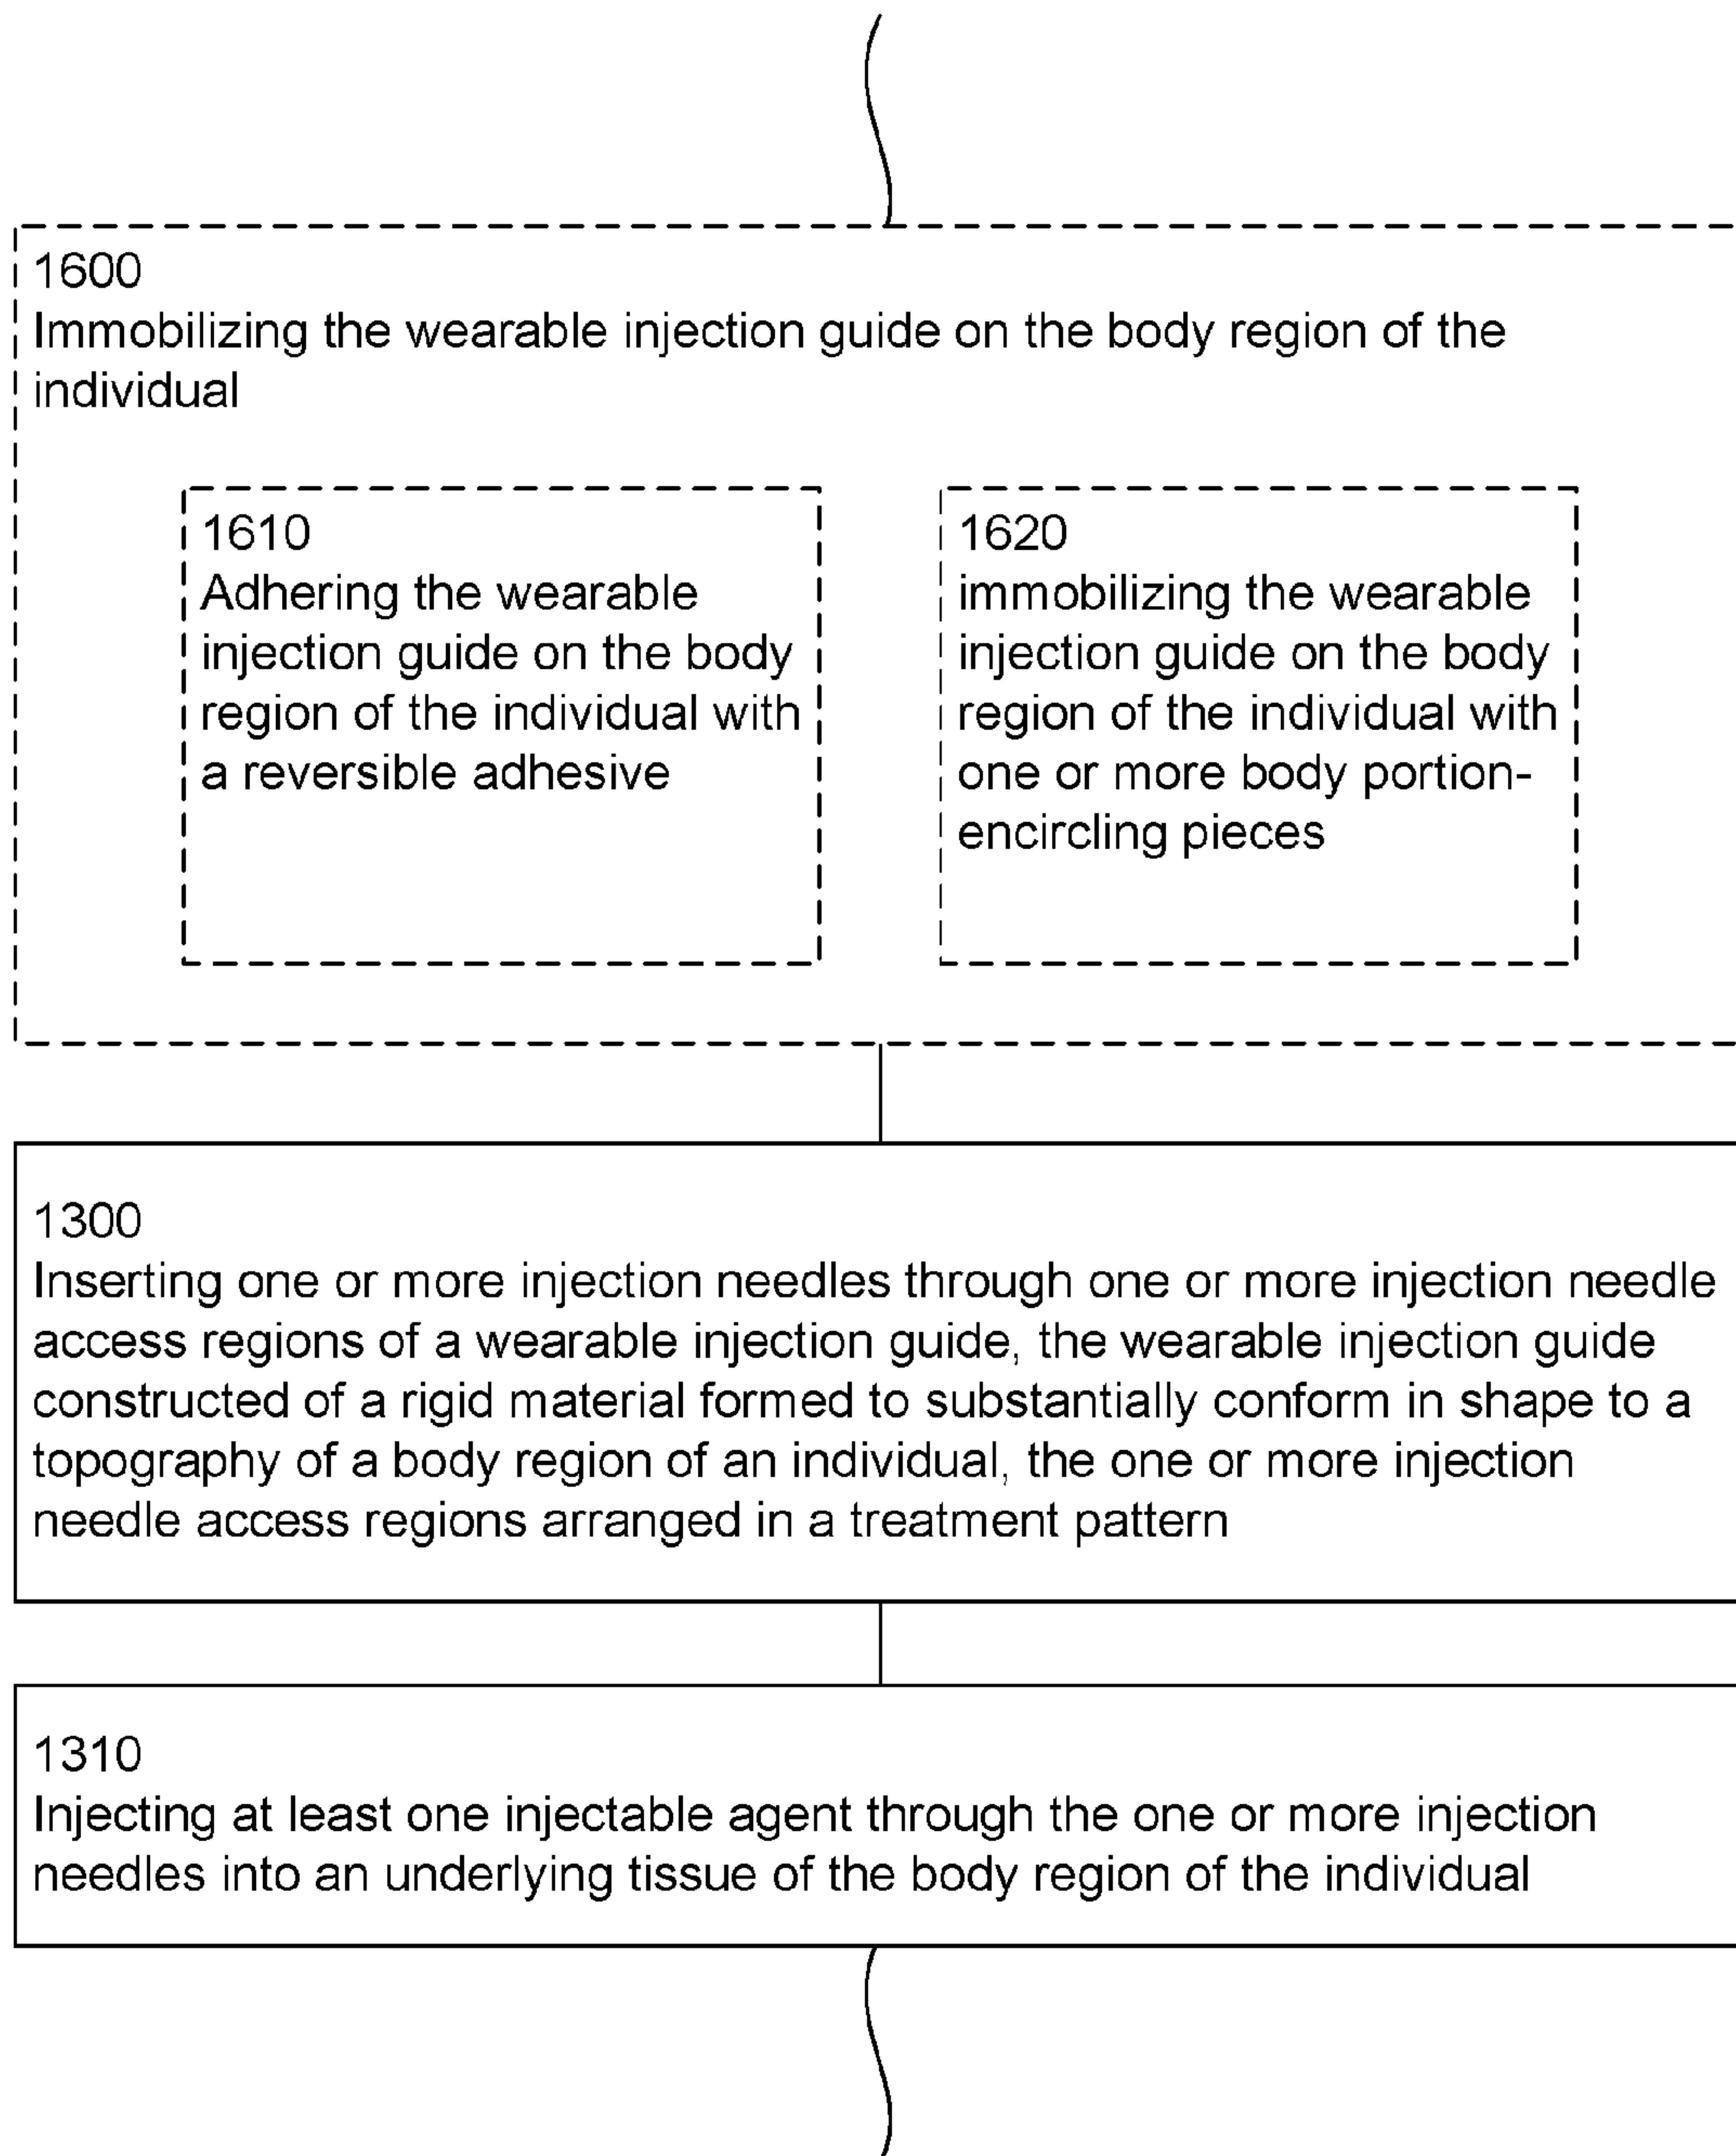 1600
Immobilizing the wearable injection guide on the body region of the
individual
1610
Adhering the wearable
injection guide on the body
region of the individual with
a reversible adhesive
1620
immobilizing the wearable
injection guide on the body
region of the individual with
one or more body portion-
encircling pieces
1300
Inserting one or more injection needles through one or more injection needle
access regions of a wearable injection guide, the wearable injection guide
constructed of a rigid material formed to substantially conform in shape to a
topography of a body region of an individual, the one or more injection
needle access regions arranged in a treatment pattern
1310
Injecting at least one injectable agent through the one or more injection
needles into an underlying tissue of the body region of the individual